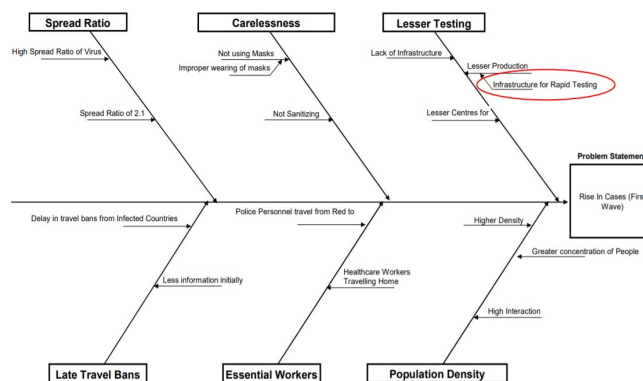 Spread Ratio
Carelessness
Lesser Testing
High Spread Ratio of Virus
Not using Masks
Improper wearing of masks
Lack of Infrastructure
Lesser Production
Infrastructure for Rapid Testing
Spread Ratio of 2.1
Not Sanitizing
Lesser Centres for
Problem Statement
Rise In Cases (First
Wave)
Delay in travel bans from Infected Countries
Police Personnel travel from Red to
Higher Density
Greater concentration of People
Less information initially
Healthcare Workers
Travelling Home
High Interaction
Late Travel Bans
Essential Workers
Population Density